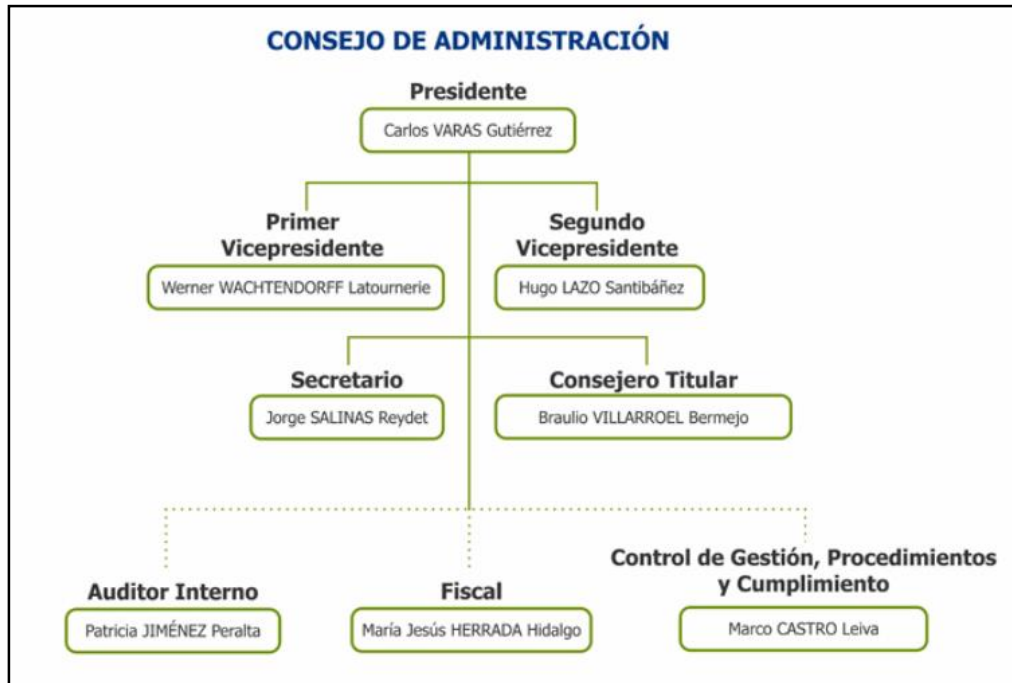 CONSEJO DE ADMINISTRACIÓN
Presidente
Carlos VARAS Gutiérrez
Primer
Vicepresidente
Werner WACHTENDORFF Latournerie
Segundo
Vicepresidente
Hugo LAZO Santibáñez
Secretario
Jorge SALINAS Reydet
Consejero Titular
Braulio VILLARROEL Bermejo
Auditor Interno
Patricia JIMÉNEZ Peralta
Fiscal
María Jesús HERRADA Hidalgo
Control de Gestión, Procedimientos
y Cumplimiento
Marco CASTRO Leiva